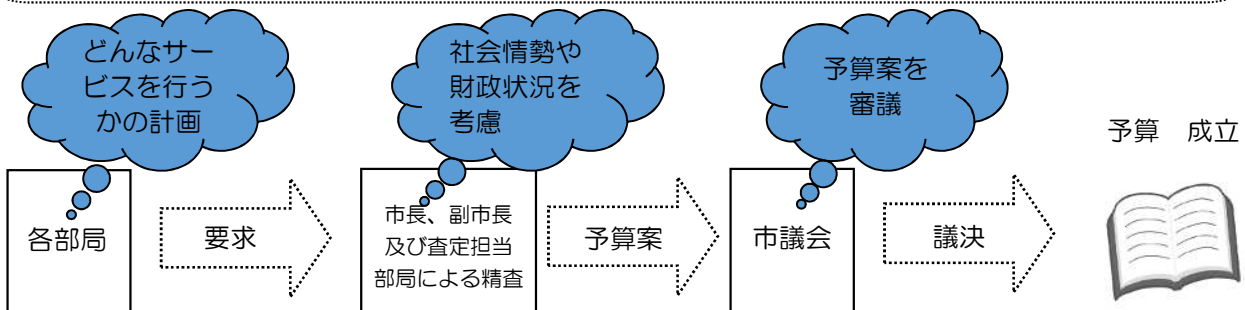 どんなサー
ビスを行う
かの計画
社会情勢や
財政状況を
考慮
予算案を
審議
予算 成立
各部局
要求
市長、副市長
及び査定担当
部局による精査
予算案
市議会
議決